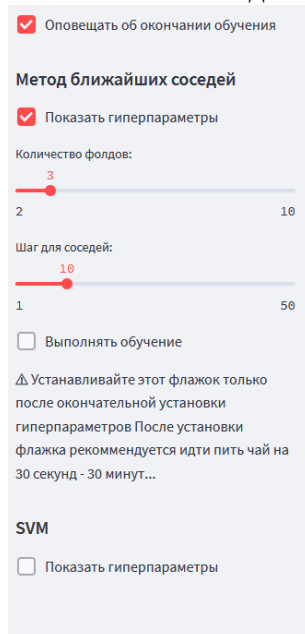 Оповещать об окончании обучения
Метод ближайших соседей
Показать гиперпараметры
Количество фолдов:
3
2 10
Шаг для соседей:
10
1 50
Выполнять обучение
⚠ Устанавливайте этот флажок только
после окончательной установки
гиперпараметров После установки
флажка рекомендуется идти пить чай на
30 секунд - 30 минут...
SVM
Показать гиперпараметры